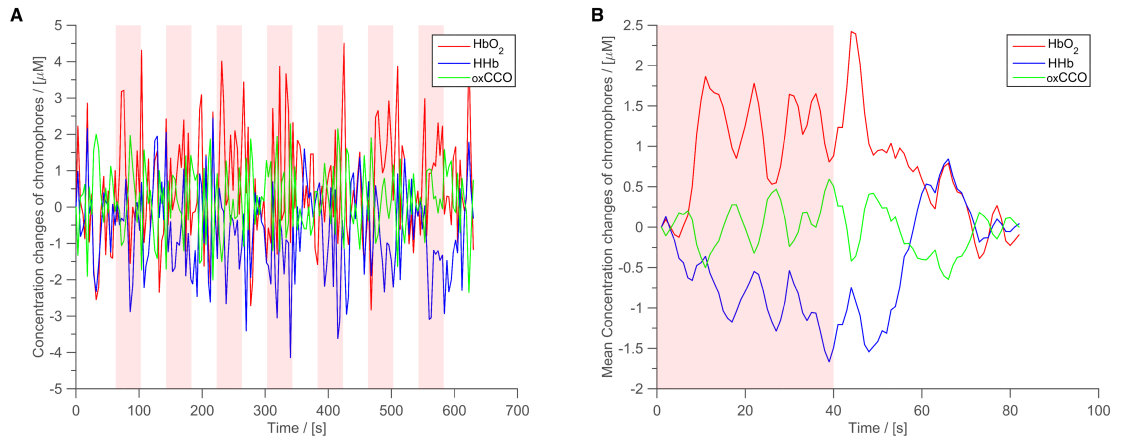 A
Concentration changes of chromophores / [μM]
5
4
3
2
1
0
-1
-2
-3
-4
-5
0
100
200
300
400
500
600
700
Time / [s]
HbO2
HHb
oxCCO
B
Mean Concentration changes of chromophores / [μM]
2.5
2
1.5
1
0.5
0
-0.5
-1
-1.5
-2
0
20
40
60
80
100
Time / [s]
HbO2
HHb
oxCCO